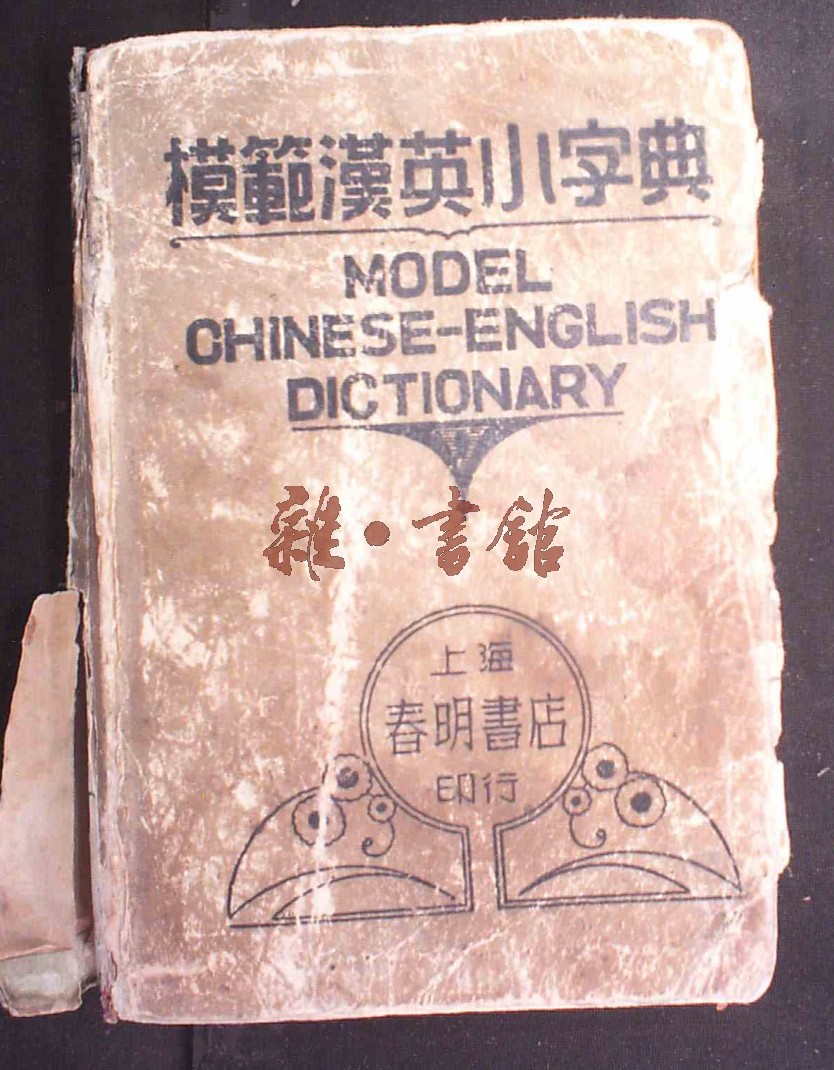 模範漢英小字典
MODEL
CHINESE-ENGLISH
DICTIONARY
雜·書館
上海
春明書店
印行